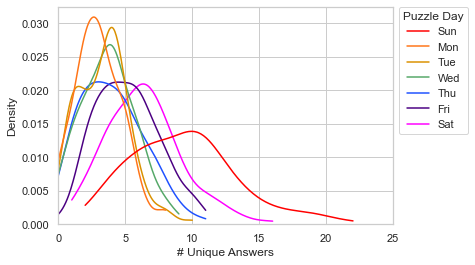 Puzzle Day
Sun
Mon
Tue
Wed
Thu
Fri
Sat
0.030
0.025
0.020
0.015
0.010
0.005
0.000
Density
0 5 10 15 20 25
# Unique Answers